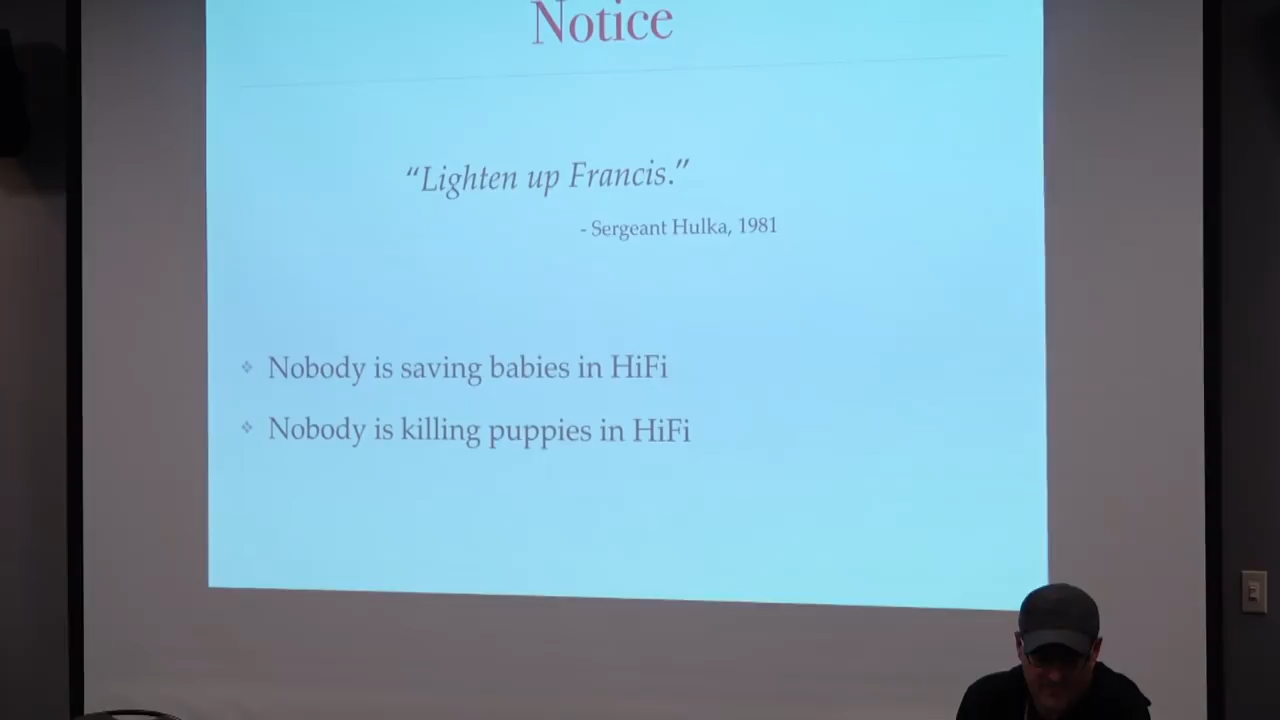 Notice
“Lighten up Francis.”
- Sergeant Hulka, 1981
❖ Nobody is saving babies in HiFi
❖ Nobody is killing puppies in HiFi